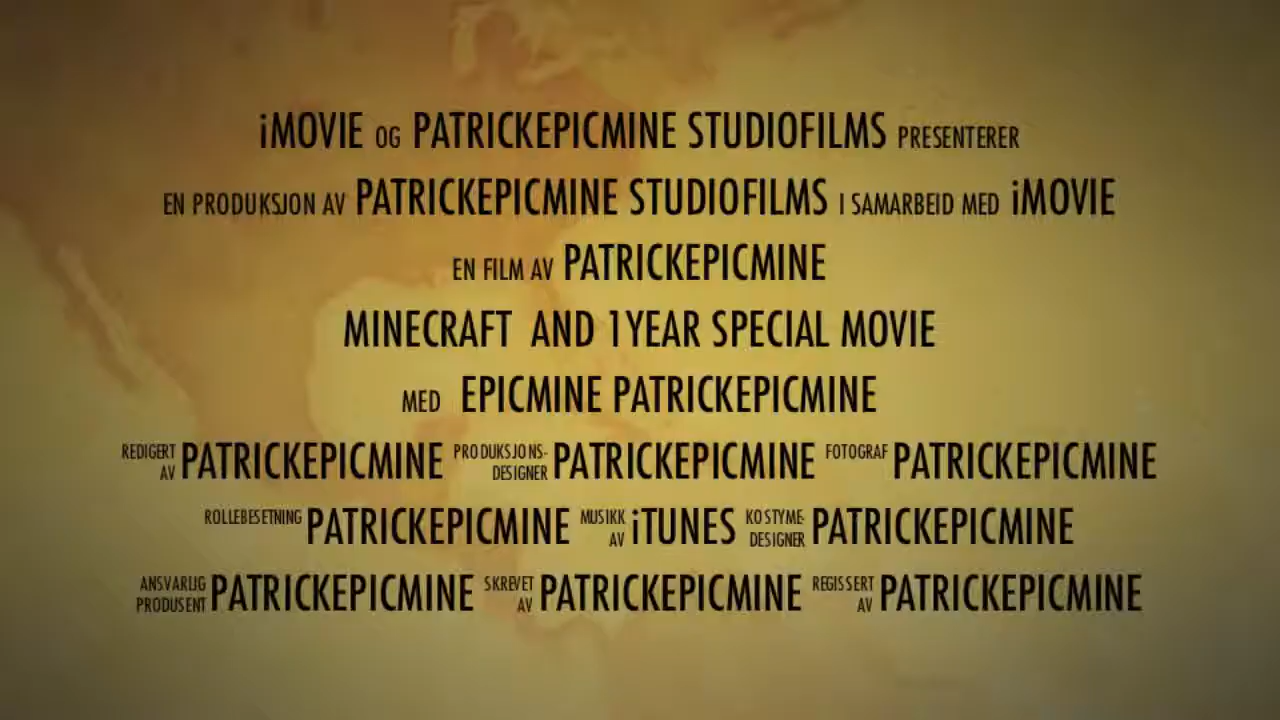 iMOVIE OG PATRICKEPICMINE STUDIOFILMS PRESENTERER
EN PRODUKSJON AV PATRICKEPICMINE STUDIOFILMS I SAMARBEID MED iMOVIE
EN FILM AV PATRICKEPICMINE
MINECRAFT AND 1YEAR SPECIAL MOVIE
MED EPICMINE PATRICKEPICMINE
REDIGERT AV PATRICKEPICMINE PRODUKSJONS-DESIGNER PATRICKEPICMINE FOTOGRAF PATRICKEPICMINE
ROLLEBESETNING PATRICKEPICMINE MUSIKK AV iTUNES KOSTYME-DESIGNER PATRICKEPICMINE
ANSVARLIG PRODUSENT PATRICKEPICMINE SKREVET AV PATRICKEPICMINE REGISSERT AV PATRICKEPICMINE